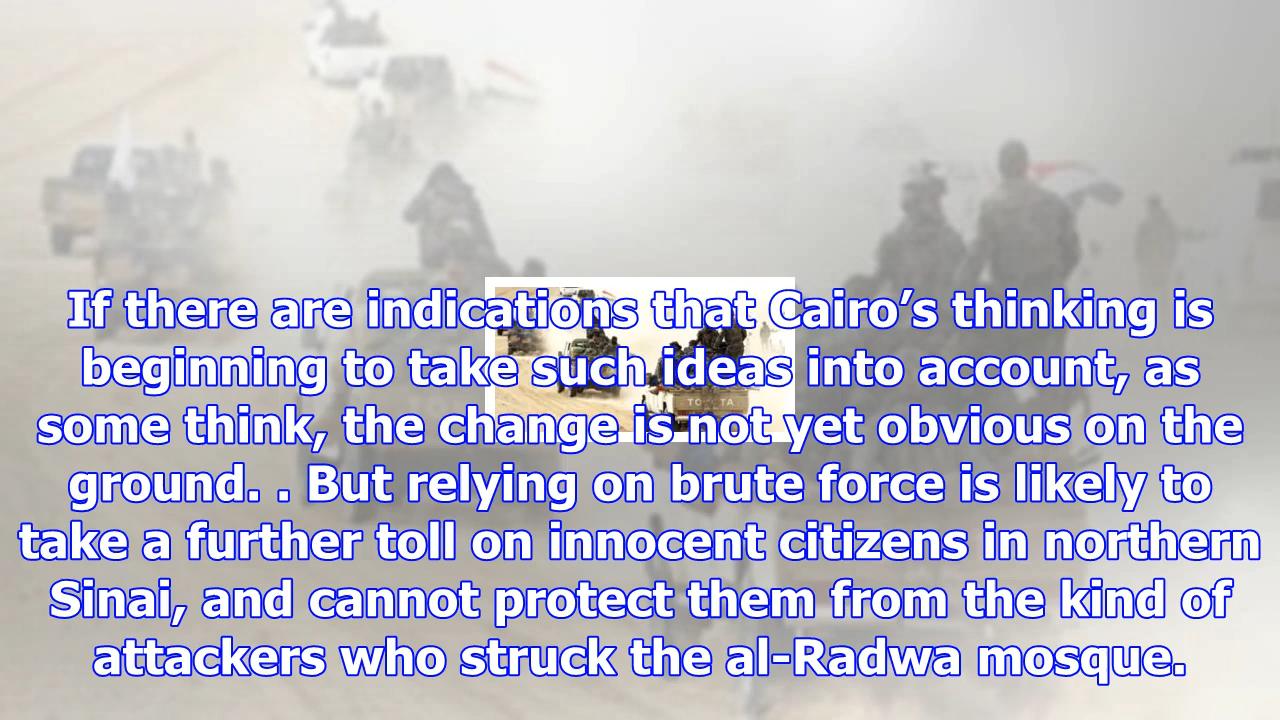 If there are indications that Cairo’s thinking is
beginning to take such ideas into account, as
some think, the change is not yet obvious on the
ground. . But relying on brute force is likely to
take a further toll on innocent citizens in northern
Sinai, and cannot protect them from the kind of
attackers who struck the al-Radwa mosque.
TOYOTA